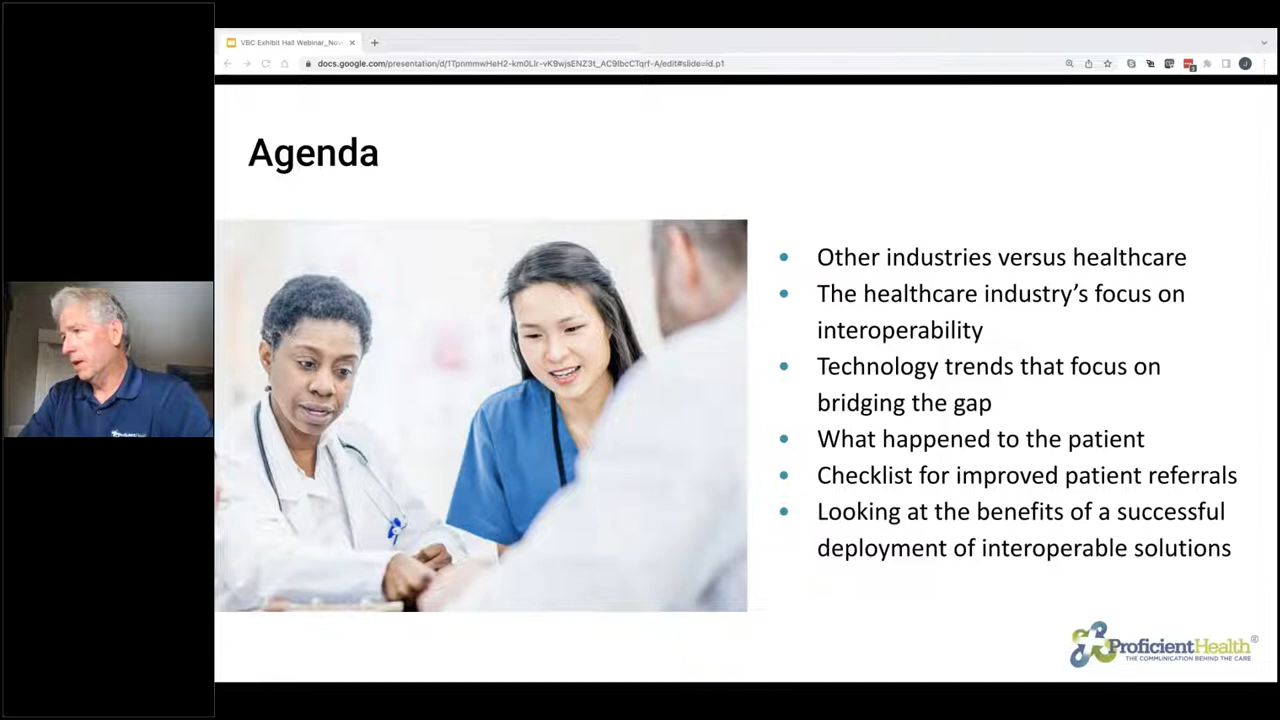 VBC Exhibit Hall Webinar_Nov
docs.google.com/presentation/d/1TpnmmwHeH2-km0Llr-vK9wjsENZ3t_AC9lbcCTqrf-A/edit#slide=id.p1
Agenda
• Other industries versus healthcare
• The healthcare industry’s focus on
interoperability
• Technology trends that focus on
bridging the gap
• What happened to the patient
• Checklist for improved patient referrals
• Looking at the benefits of a successful
deployment of interoperable solutions
ProficientHealth
ProficientHealth®
THE COMMUNICATION BEHIND THE CARE